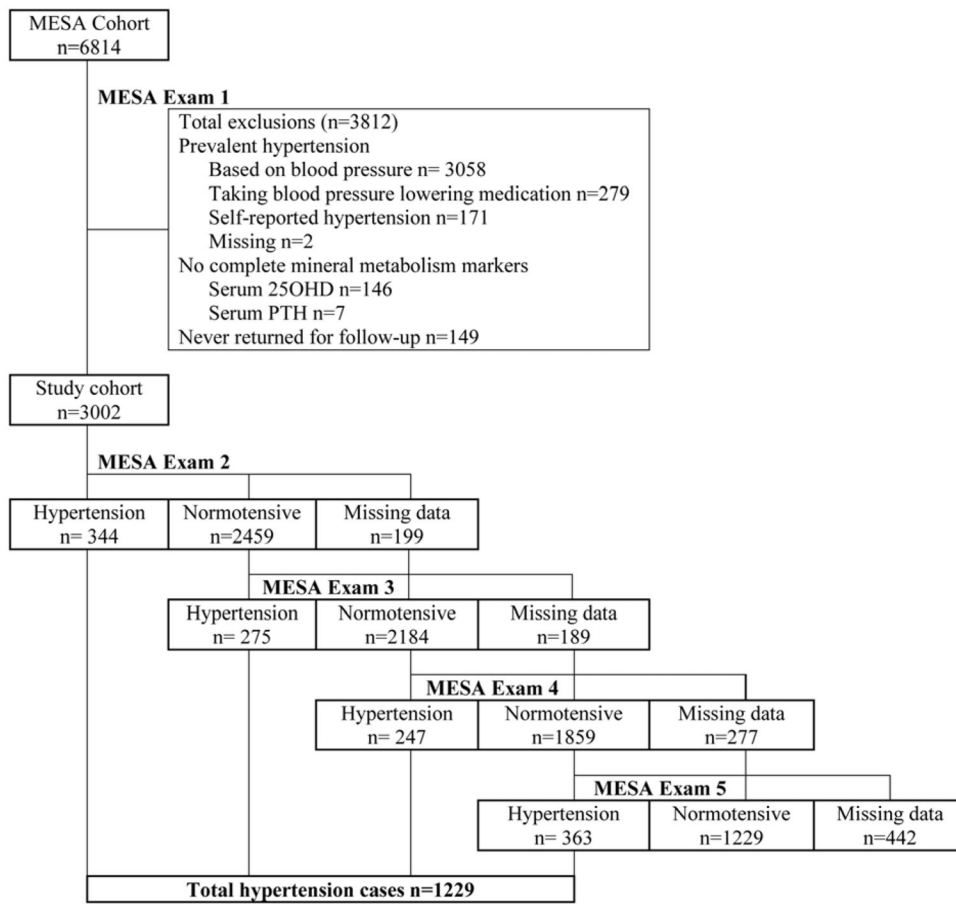 MESA Cohort
n=6814
MESA Exam 1
Total exclusions (n=3812)
Prevalent hypertension
Based on blood pressure n= 3058
Taking blood pressure lowering medication n=279
Self-reported hypertension n=171
Missing n=2
No complete mineral metabolism markers
Serum 25OHD n=146
Serum PTH n=7
Never returned for follow-up n=149
Study cohort
n=3002
MESA Exam 2
Hypertension Normotensive Missing data
n= 344 n=2459 n=199
MESA Exam 3
Hypertension Normotensive Missing data
n= 275 n=2184 n=189
MESA Exam 4
Hypertension Normotensive Missing data
n= 247 n=1859 n=277
MESA Exam 5
Hypertension Normotensive Missing data
n= 363 n=1229 n=442
Total hypertension cases n=1229